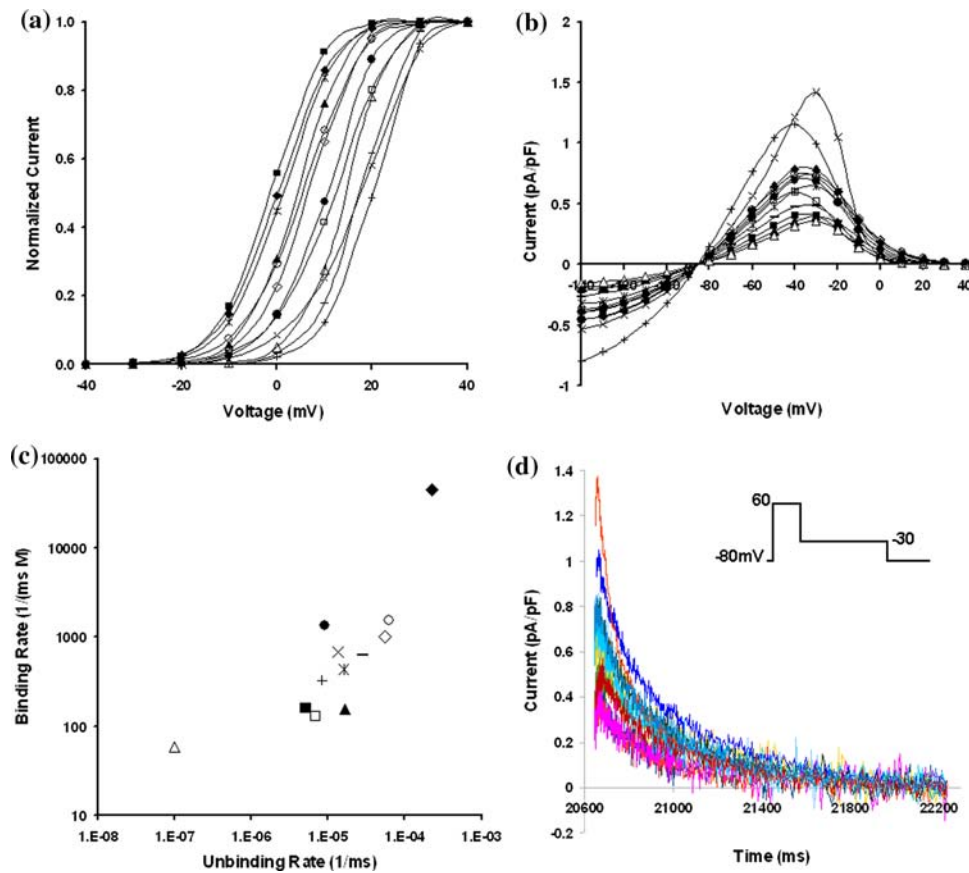 (a)
1.0
0.8
0.6
0.4
0.2
0.0
Normalized Current
-40 -20 0 20 40
Voltage (mV)
(b)
2
1.5
1
0.5
0
-0.5
-1
Current (pA/pF)
-140 -120 -100 -80 -60 -40 -20 0 20 40
Voltage (mV)
(c)
100000
10000
1000
100
10
Binding Rate (1/(ms M)
1.E-08 1.E-07 1.E-06 1.E-05 1.E-04 1.E-03
Unbinding Rate (1/ms)
(d)
1.4
1.2
1
0.8
0.6
0.4
0.2
0
-0.2
Current (pA/pF)
60
-30
-80mV
20600 21000 21400 21800 22200
Time (ms)